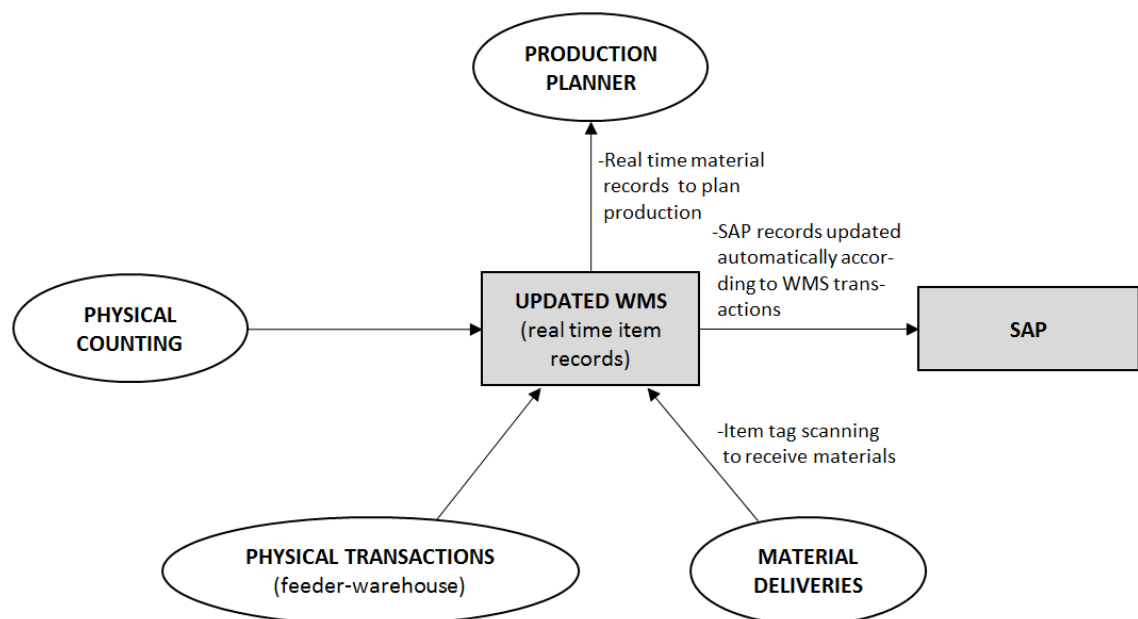 PRODUCTION
PLANNER
-Real time material
records to plan
production
-SAP records updated
automatically accor-
ding to WMS trans-
actions
PHYSICAL
COUNTING
UPDATED WMS
(real time item
records)
SAP
-Item tag scanning
to receive materials
PHYSICAL TRANSACTIONS
(feeder-warehouse)
MATERIAL
DELIVERIES